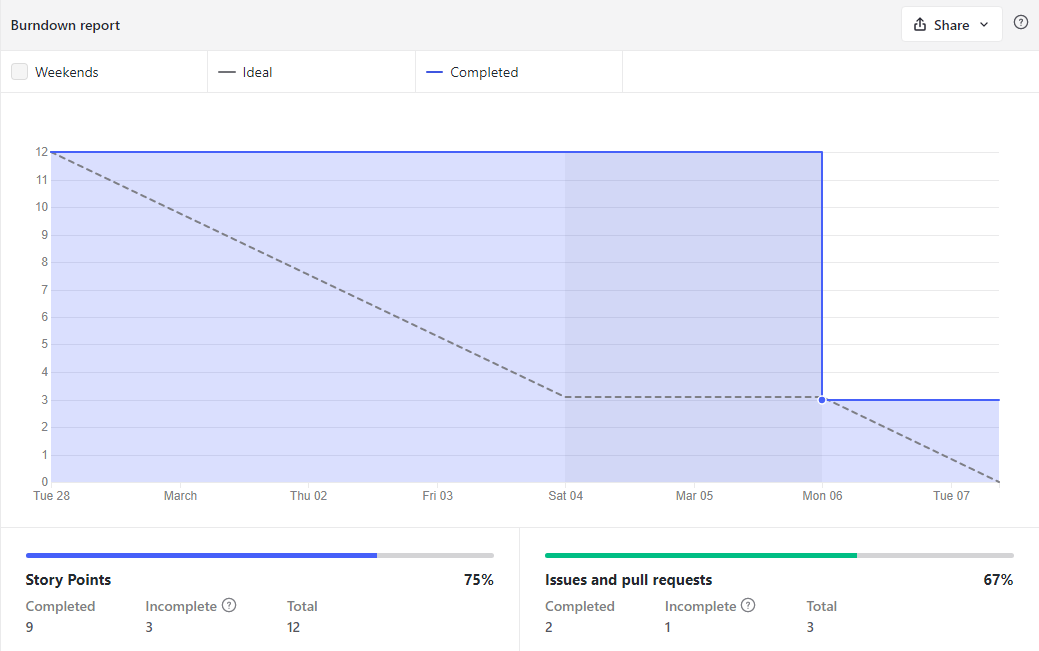 Burndown report
Share
Weekends
Ideal
Completed
12
11
10
9
8
7
6
5
4
3
2
1
0
Tue 28 March Thu 02 Fri 03 Sat 04 Mar 05 Mon 06 Tue 07
Story Points 75%
Completed Incomplete ? Total
9 3 12
Issues and pull requests 67%
Completed Incomplete ? Total
2 1 3